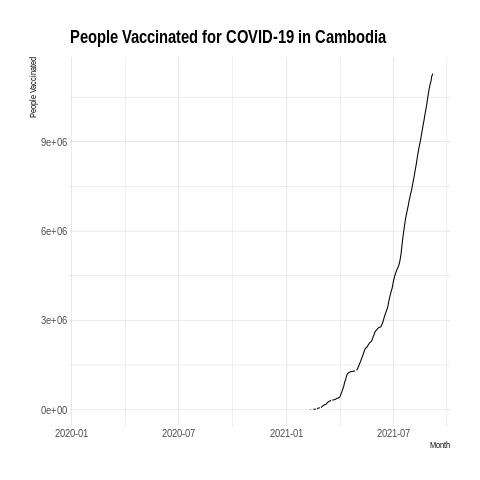 People Vaccinated for COVID-19 in Cambodia
People Vaccinated
9e+06
6e+06
3e+06
0e+00
2020-01 2020-07 2021-01 2021-07
Month